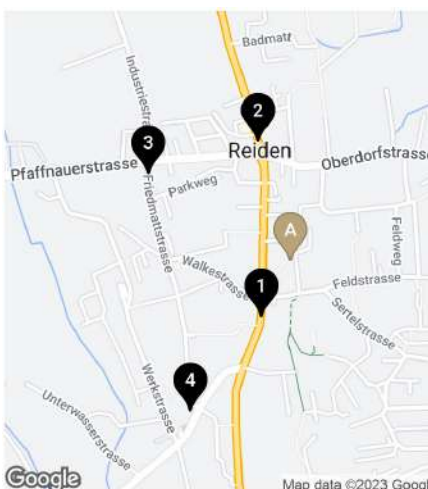 Badmatt
Industriestra
2
3
Reiden
Pfaffnauerstrasse
Oberdorfstrasse
Parkweg
Friedmattstrasse
A
Feldweg
Walkestrasse
1
Feldstrasse
Sertelstrasse
4
Werkstrasse
Unterwasserstrasse
Google
Map data ©2023 Google